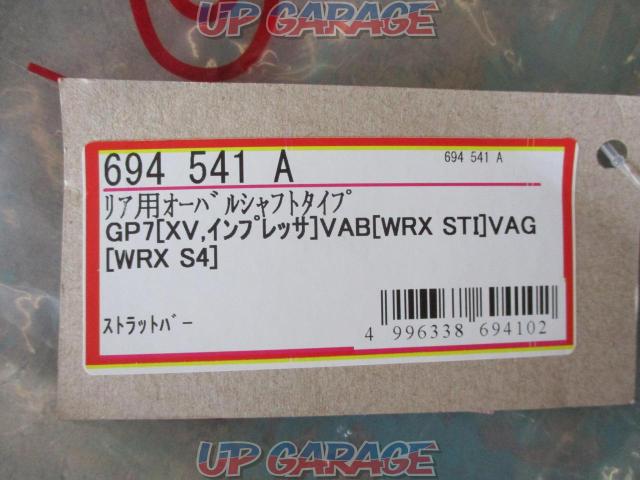 UP GARAGE
694 541 A
694 541 A
ﾘｱ用ｵｰﾊﾞﾙｼｬﾌﾄﾀｲﾌﾟ
GP7[XV,ｲﾝﾌﾟﾚｯｻ]VAB[WRX STI]VAG
[WRX S4]
ｽﾄﾗｯﾄﾊﾞｰ
4 996338 694102
UP GARAGE